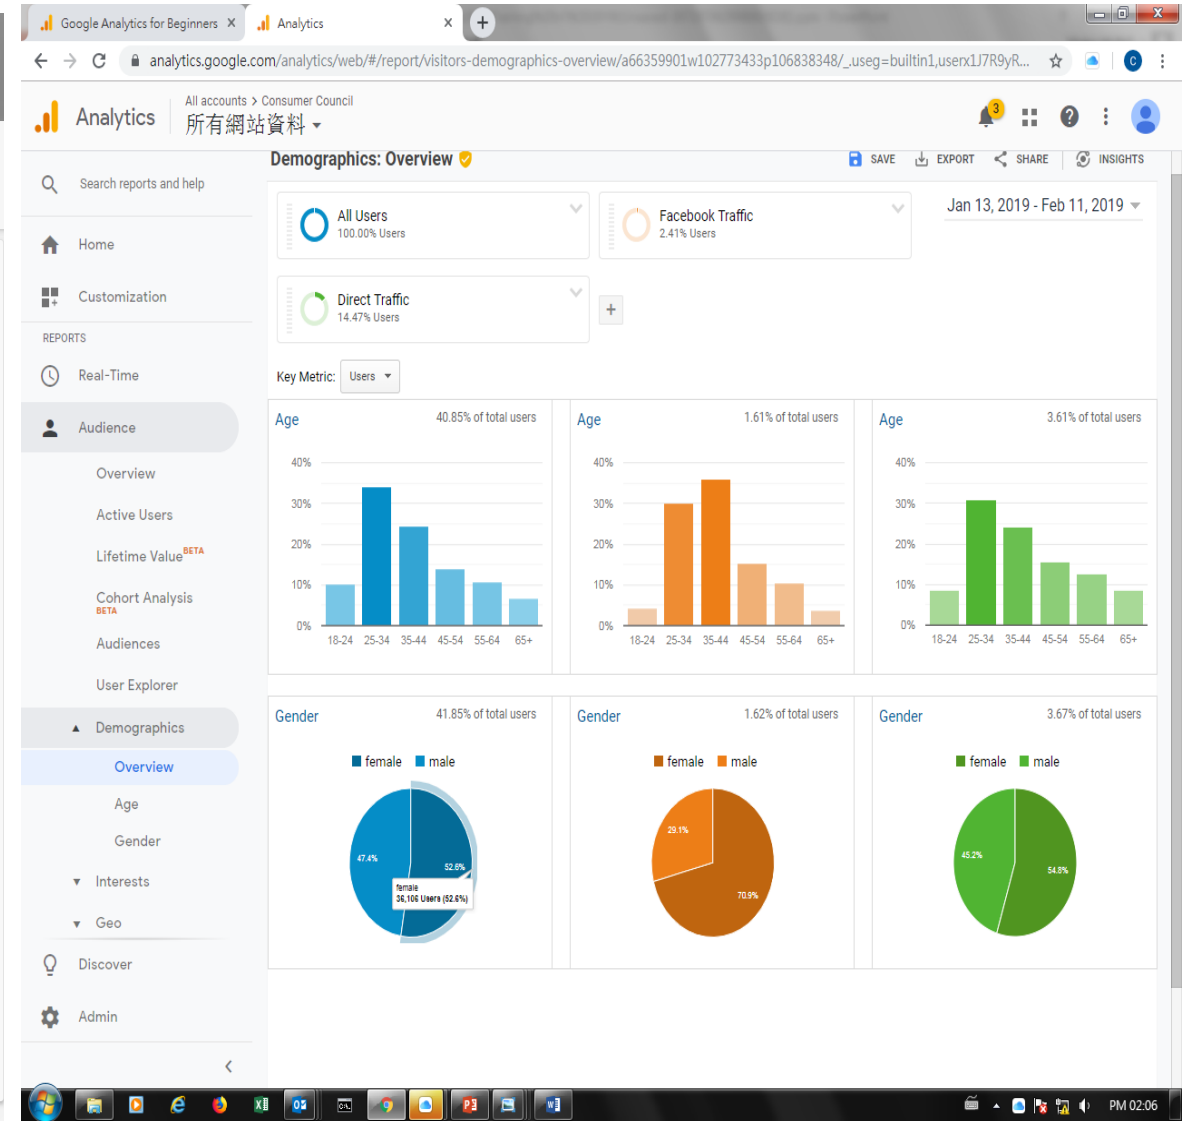 Google Analytics for Beginners
Analytics
analytics.google.com/analytics/web/#/report/visitors-demographics-overview/a66359901w102773433p106838348/_.useg=builtin1,userx1J7R9yR...
C
Analytics
All accounts > Consumer Council
所有網站資料
3
Search reports and help
Home
Customization
REPORTS
Real-Time
Audience
Overview
Active Users
Lifetime Value BETA
Cohort Analysis
BETA
Audiences
User Explorer
Demographics
Overview
Age
Gender
Interests
Geo
Discover
Admin
Demographics: Overview
SAVE
EXPORT
SHARE
INSIGHTS
All Users
100.00% Users
Facebook Traffic
2.41% Users
Jan 13, 2019 - Feb 11, 2019
Direct Traffic
14.47% Users
+
Key Metric: Users
Age 40.85% of total users
40%
30%
20%
10%
0%
18-24 25-34 35-44 45-54 55-64 65+
Age 1.61% of total users
40%
30%
20%
10%
0%
18-24 25-34 35-44 45-54 55-64 65+
Age 3.61% of total users
40%
30%
20%
10%
0%
18-24 25-34 35-44 45-54 55-64 65+
Gender 41.85% of total users
female male
47.4%
52.6%
female
36,106 Users (52.6%)
Gender 1.62% of total users
female male
29.1%
70.9%
Gender 3.67% of total users
female male
45.2%
54.8%
PM 02:06